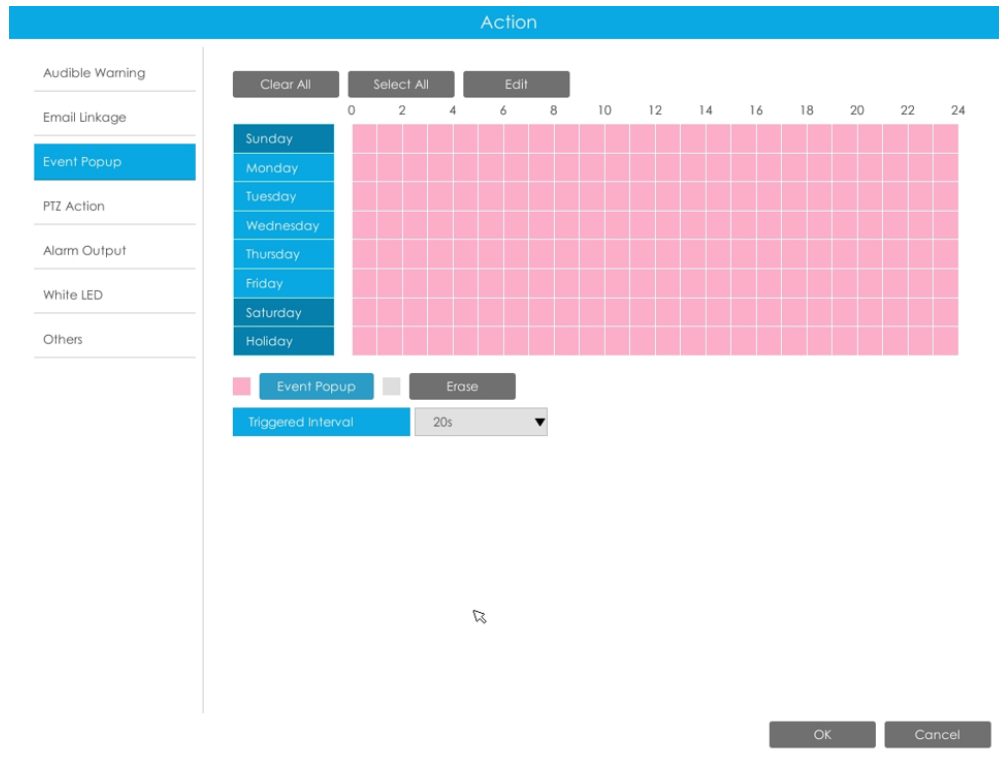 Action
Audible Warning
Email Linkage
Event Popup
PTZ Action
Alarm Output
White LED
Others
Clear All Select All Edit
0 2 4 6 8 10 12 14 16 18 20 22 24
Sunday
Monday
Tuesday
Wednesday
Thursday
Friday
Saturday
Holiday
Event Popup Erase
Triggered Interval 20s
OK Cancel